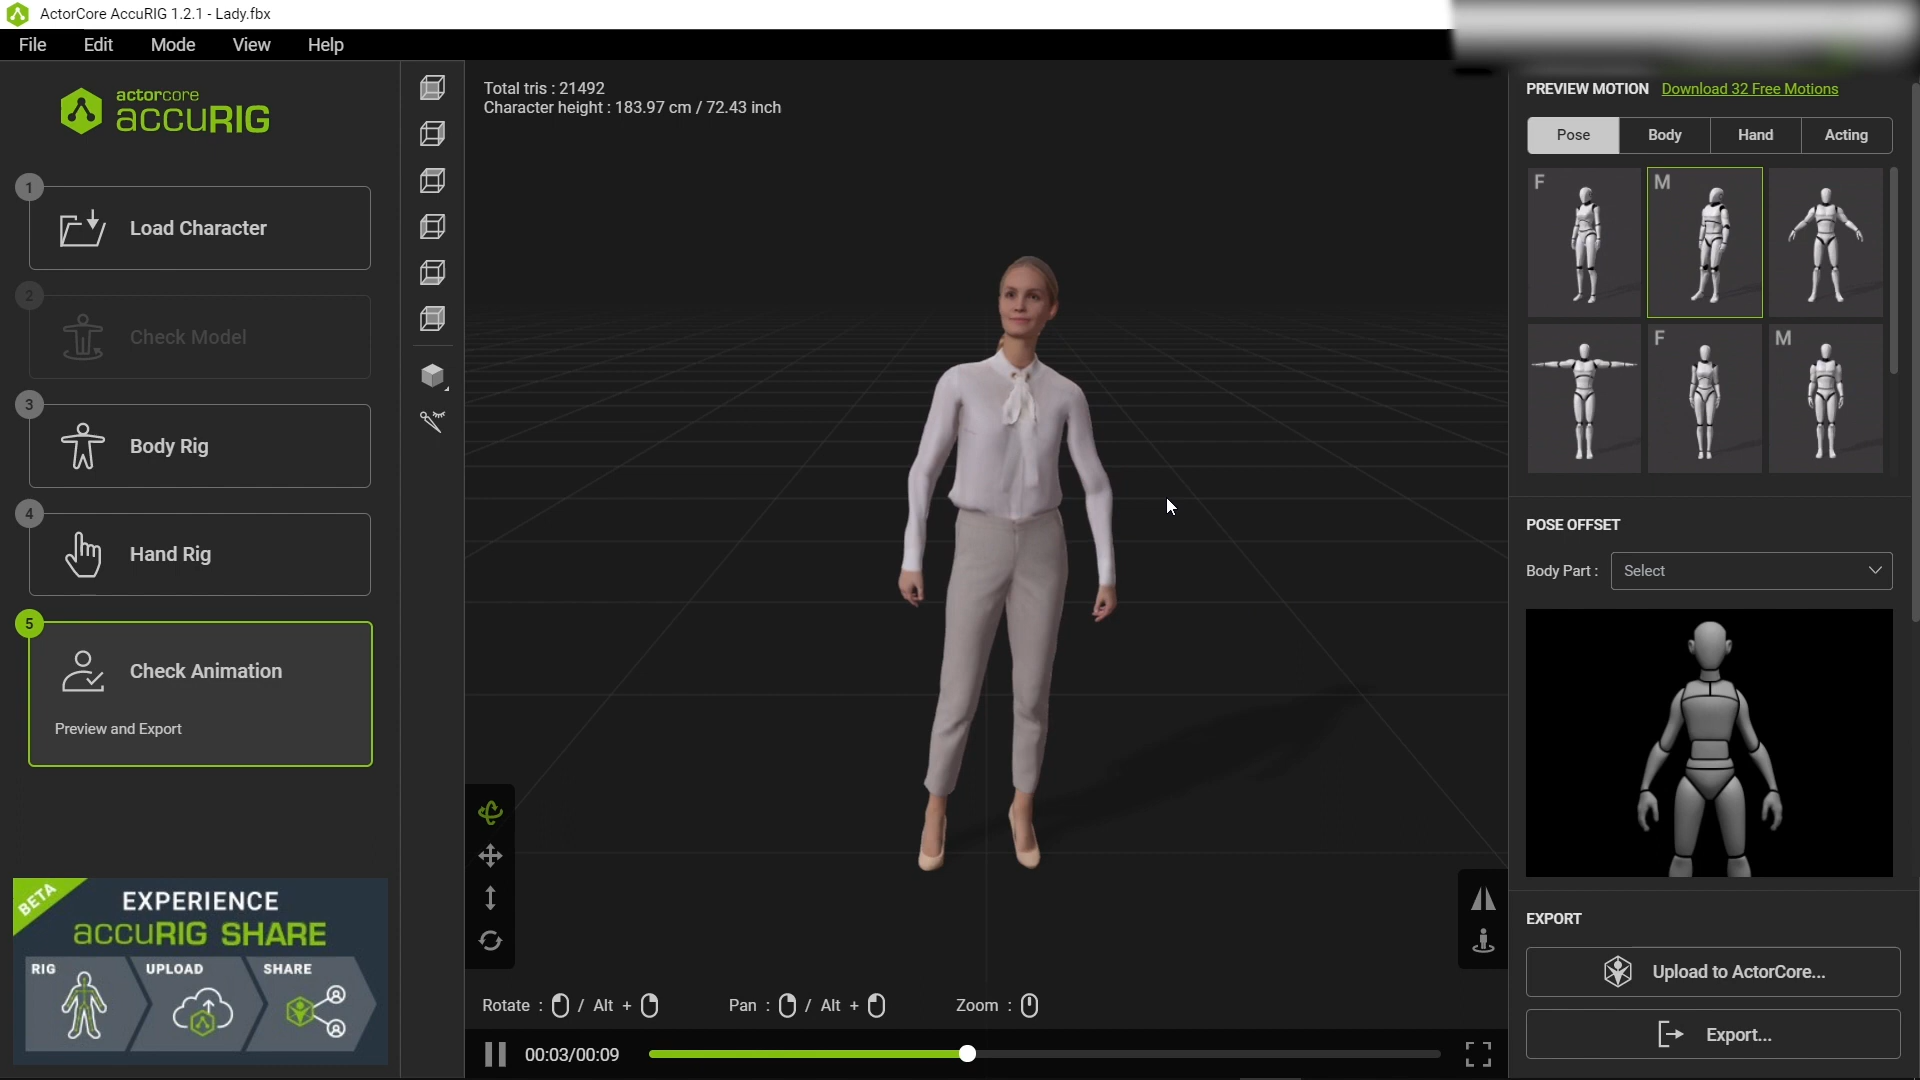 ActorCore AccuRIG 1.2.1 - Lady.fbx
File Edit Mode View Help
actorcore
accuRIG
1
Load Character
2
Check Model
3
Body Rig
4
Hand Rig
5
Check Animation
Preview and Export
BETA
EXPERIENCE
accuRIG SHARE
RIG UPLOAD SHARE
Total tris : 21492
Character height : 183.97 cm / 72.43 inch
Rotate : / Alt + Pan : / Alt + Zoom :
00:03/00:09
PREVIEW MOTION Download 32 Free Motions
Pose Body Hand Acting
F M
F M
POSE OFFSET
Body Part : Select
EXPORT
Upload to ActorCore...
Export...